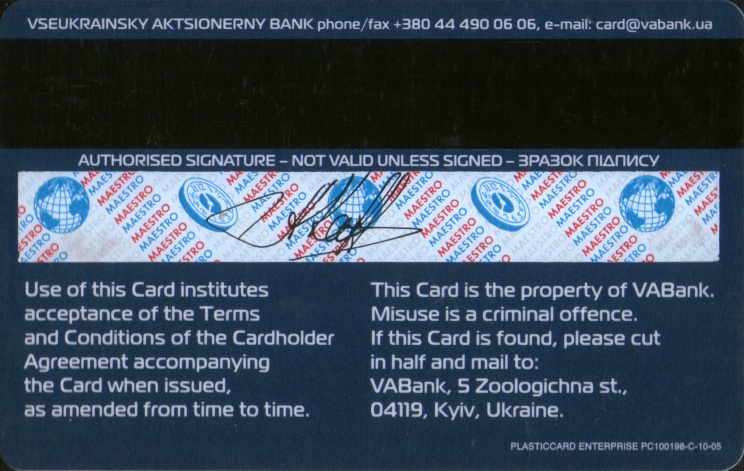 VSEUKRAINSKY AKTSIONERNY BANK phone/fax +380 44 490 06 06, e-mail: card@vabank.ua
AUTHORISED SIGNATURE – NOT VALID UNLESS SIGNED – ЗРАЗОК ПІДПИСУ
MAESTRO MAESTRO MAESTRO MAESTRO
Use of this Card institutes
acceptance of the Terms
and Conditions of the Cardholder
Agreement accompanying
the Card when issued,
as amended from time to time.
This Card is the property of VABank.
Misuse is a criminal offence.
If this Card is found, please cut
in half and mail to:
VABank, 5 Zoologichna st.,
04119, Kyiv, Ukraine.
PLASTICCARD ENTERPRISE PC100198-C-10-05